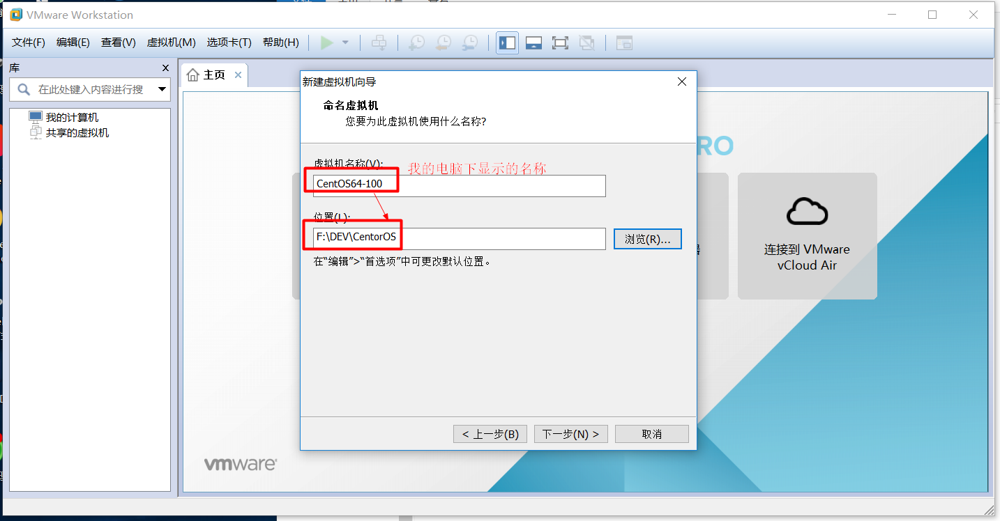 VMware Workstation
文件(F) 编辑(E) 查看(V) 虚拟机(M) 选项卡(T) 帮助(H)
库
主页
在此处键入内容进行搜
我的计算机
共享的虚拟机
新建虚拟机向导
命名虚拟机
您要为此虚拟机使用什么名称?
RO
虚拟机名称(V):
我的电脑下显示的名称
CentOS64-100
位置(L):
F:\DEV\CentorOS
浏览(R)...
在“编辑”>“首选项”中可更改默认位置。
器
连接到 VMware
vCloud Air
< 上一步(B) 下一步(N) > 取消
vmware